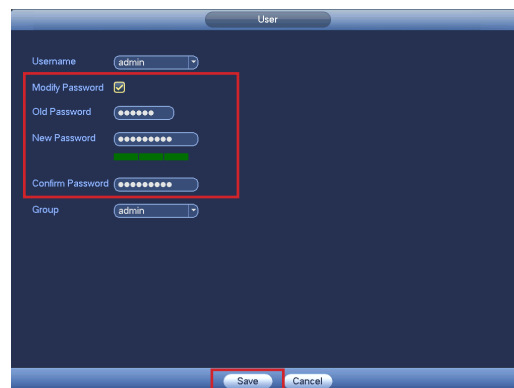 User
Username admin
Modify Password
Old Password ●●●●●●
New Password ●●●●●●●●●
Confirm Password ●●●●●●●●●
Group admin
Save Cancel